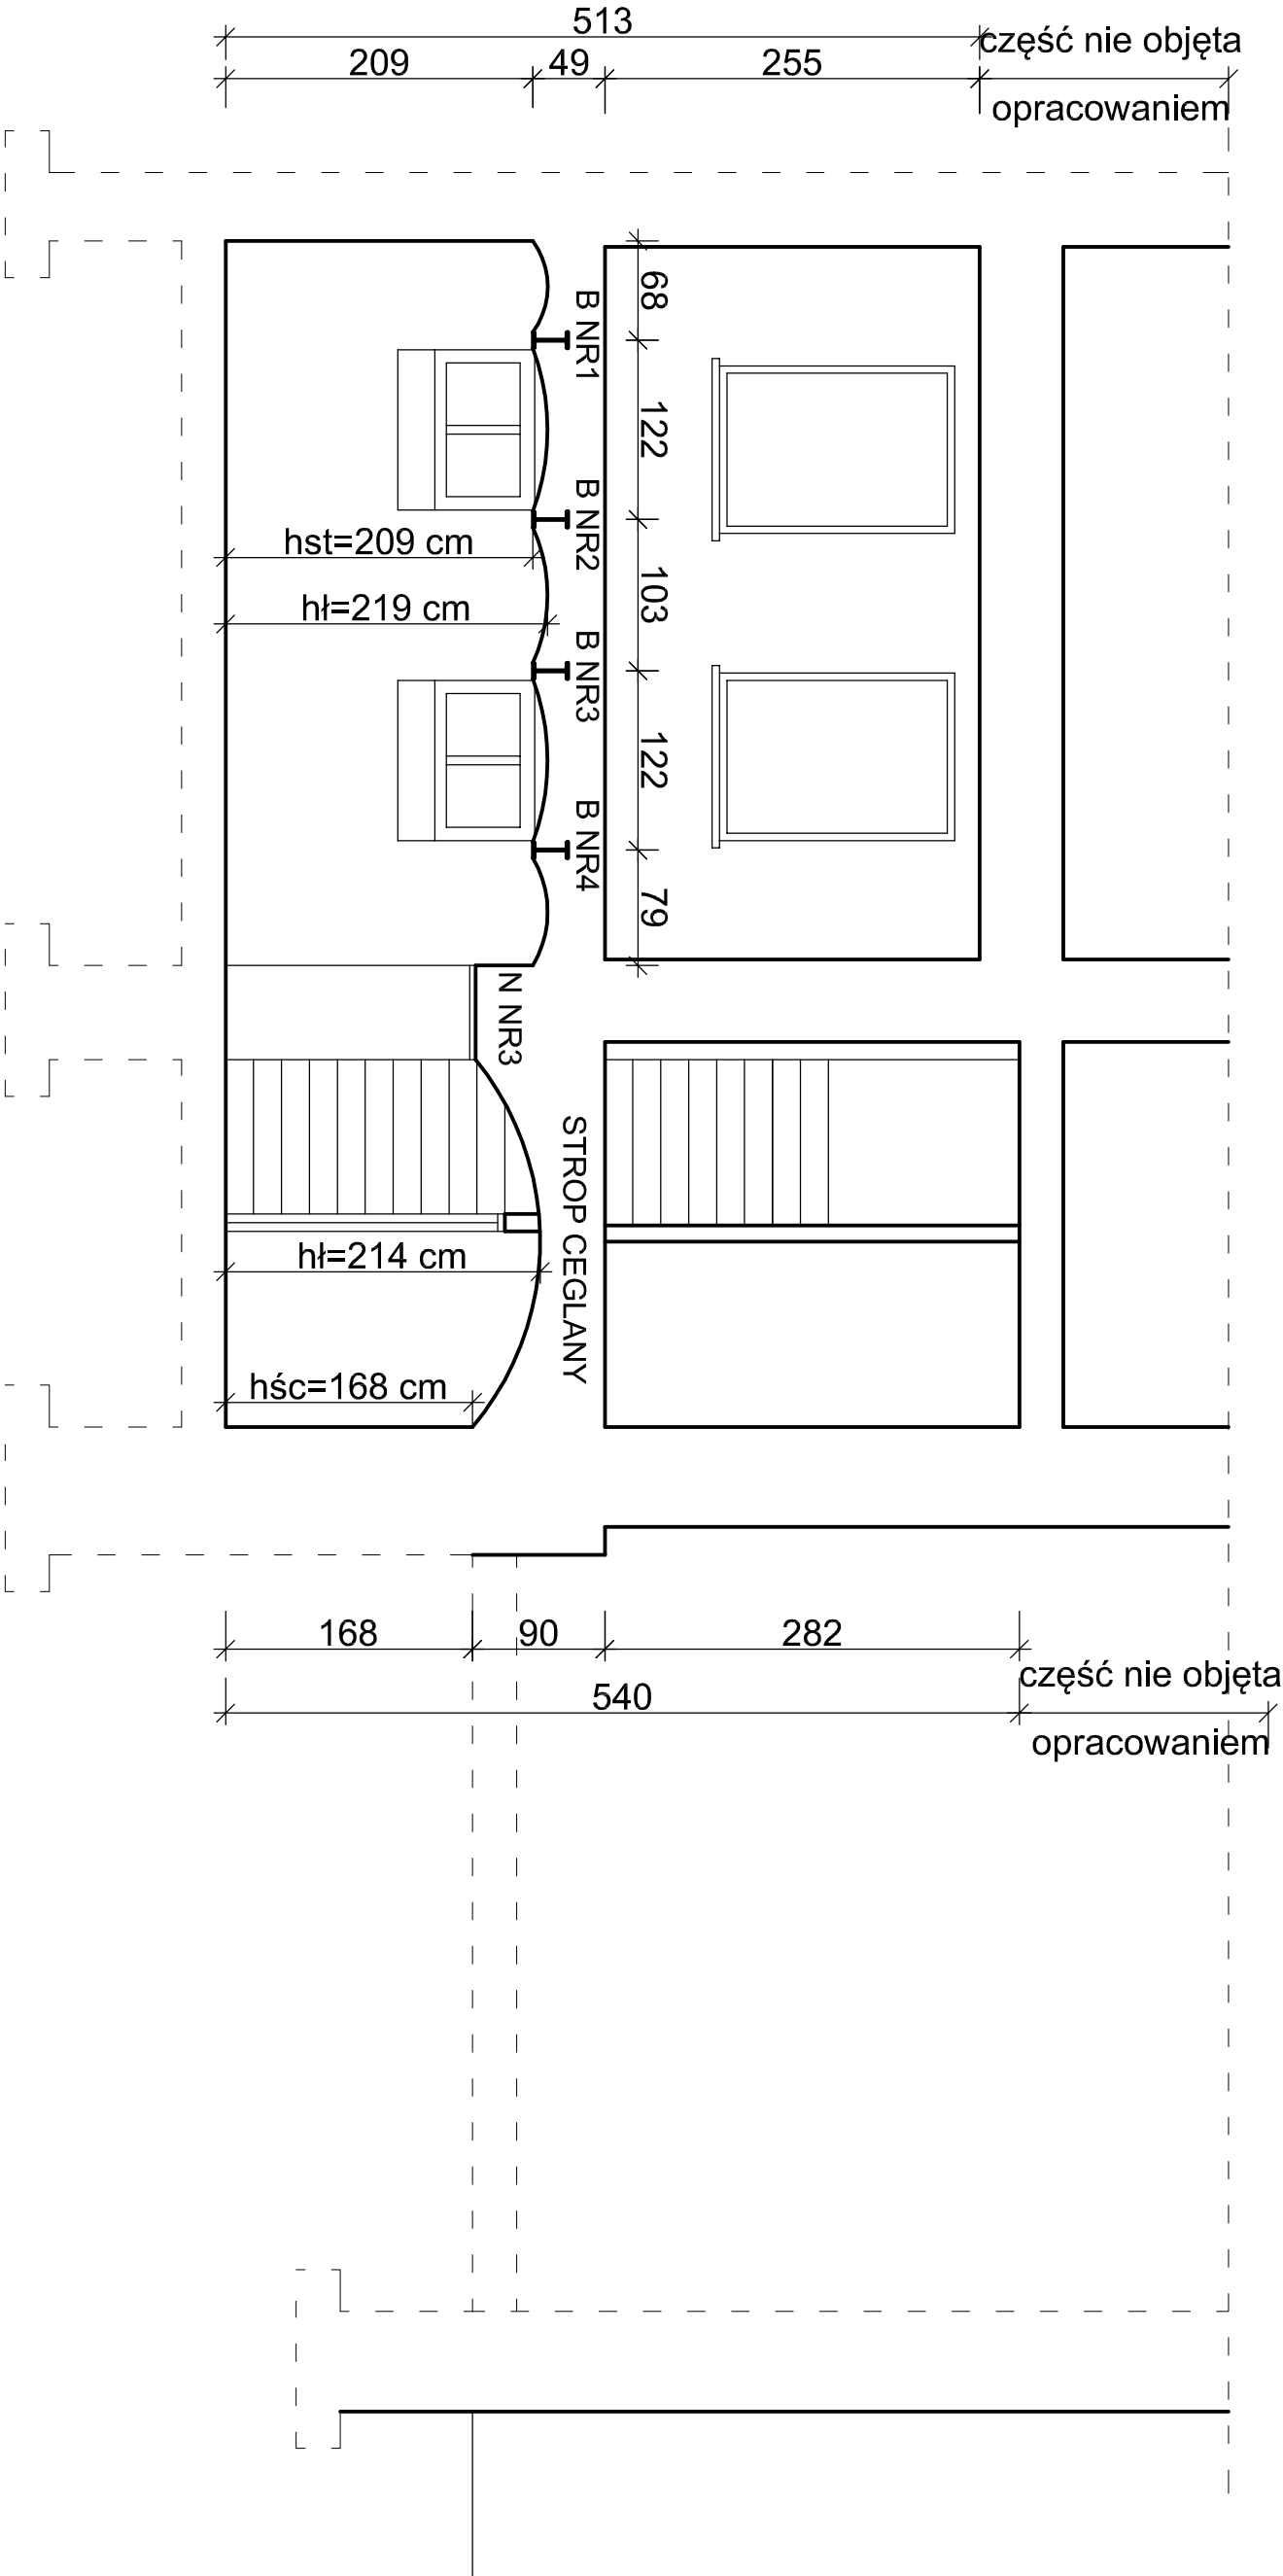 513
część nie objęta
209
49
255
opracowaniem
68
B NR1
122
B NR2
hst=209 cm
103
hł=219 cm
B NR3
122
B NR4
79
N NR3
STROP CEGLANY
hł=214 cm
hśc=168 cm
168
90
282
część nie objęta
540
opracowaniem